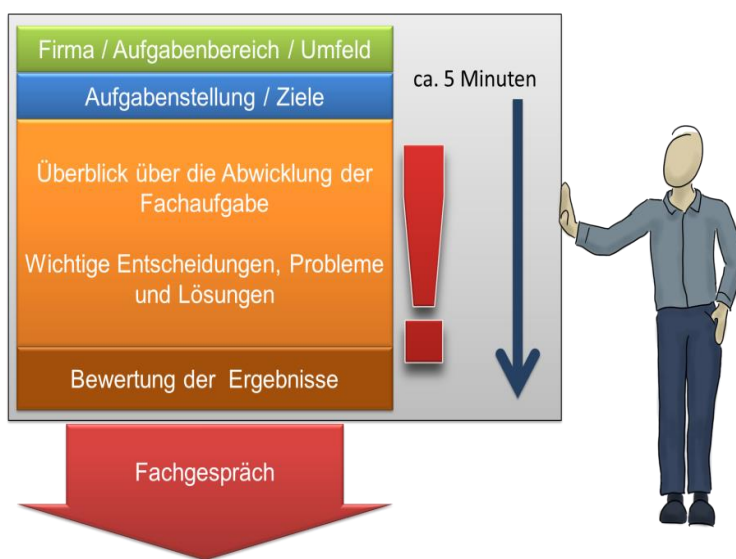 Firma / Aufgabenbereich / Umfeld
Aufgabenstellung / Ziele
ca. 5 Minuten
Überblick über die Abwicklung der
Fachaufgabe
Wichtige Entscheidungen, Probleme
und Lösungen
Bewertung der Ergebnisse
Fachgespräch